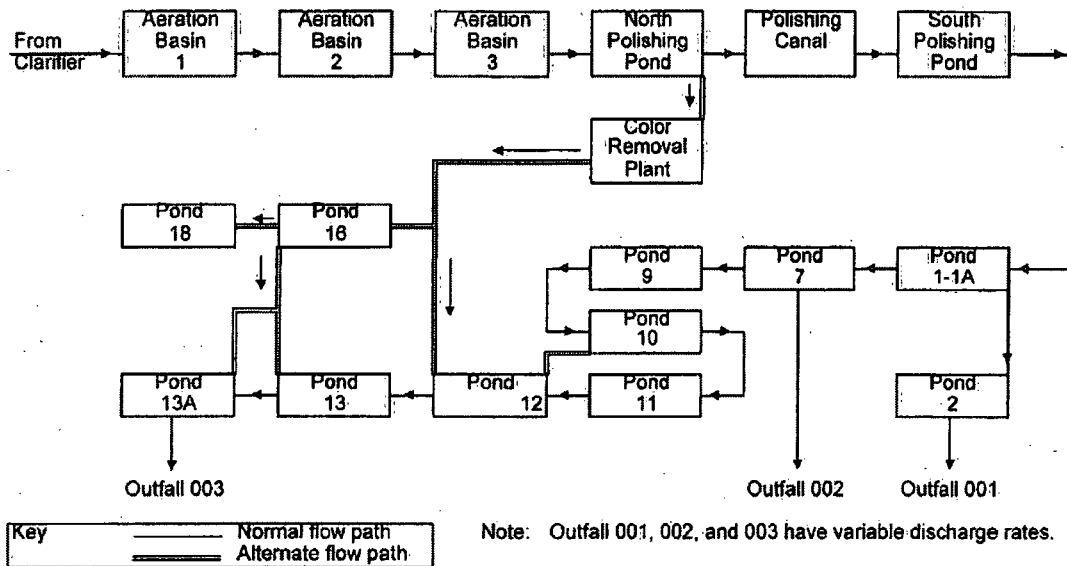 From
Clarifier
Aeration
Basin
1
Aeration
Basin
2
Aeration
Basin
3
North
Polishing
Pond
Polishing
Canal
South
Polishing
Pond
Color
Removal
Plant
Pond
18
Pond
16
Pond
9
Pond
7
Pond
1-1A
Pond
10
Pond
13A
Pond
13
Pond
12
Pond
11
Pond
2
Outfall 003
Outfall 002
Outfall 001
Key
Normal flow path
Alternate flow path
Note: Outfall 001, 002, and 003 have variable discharge rates.